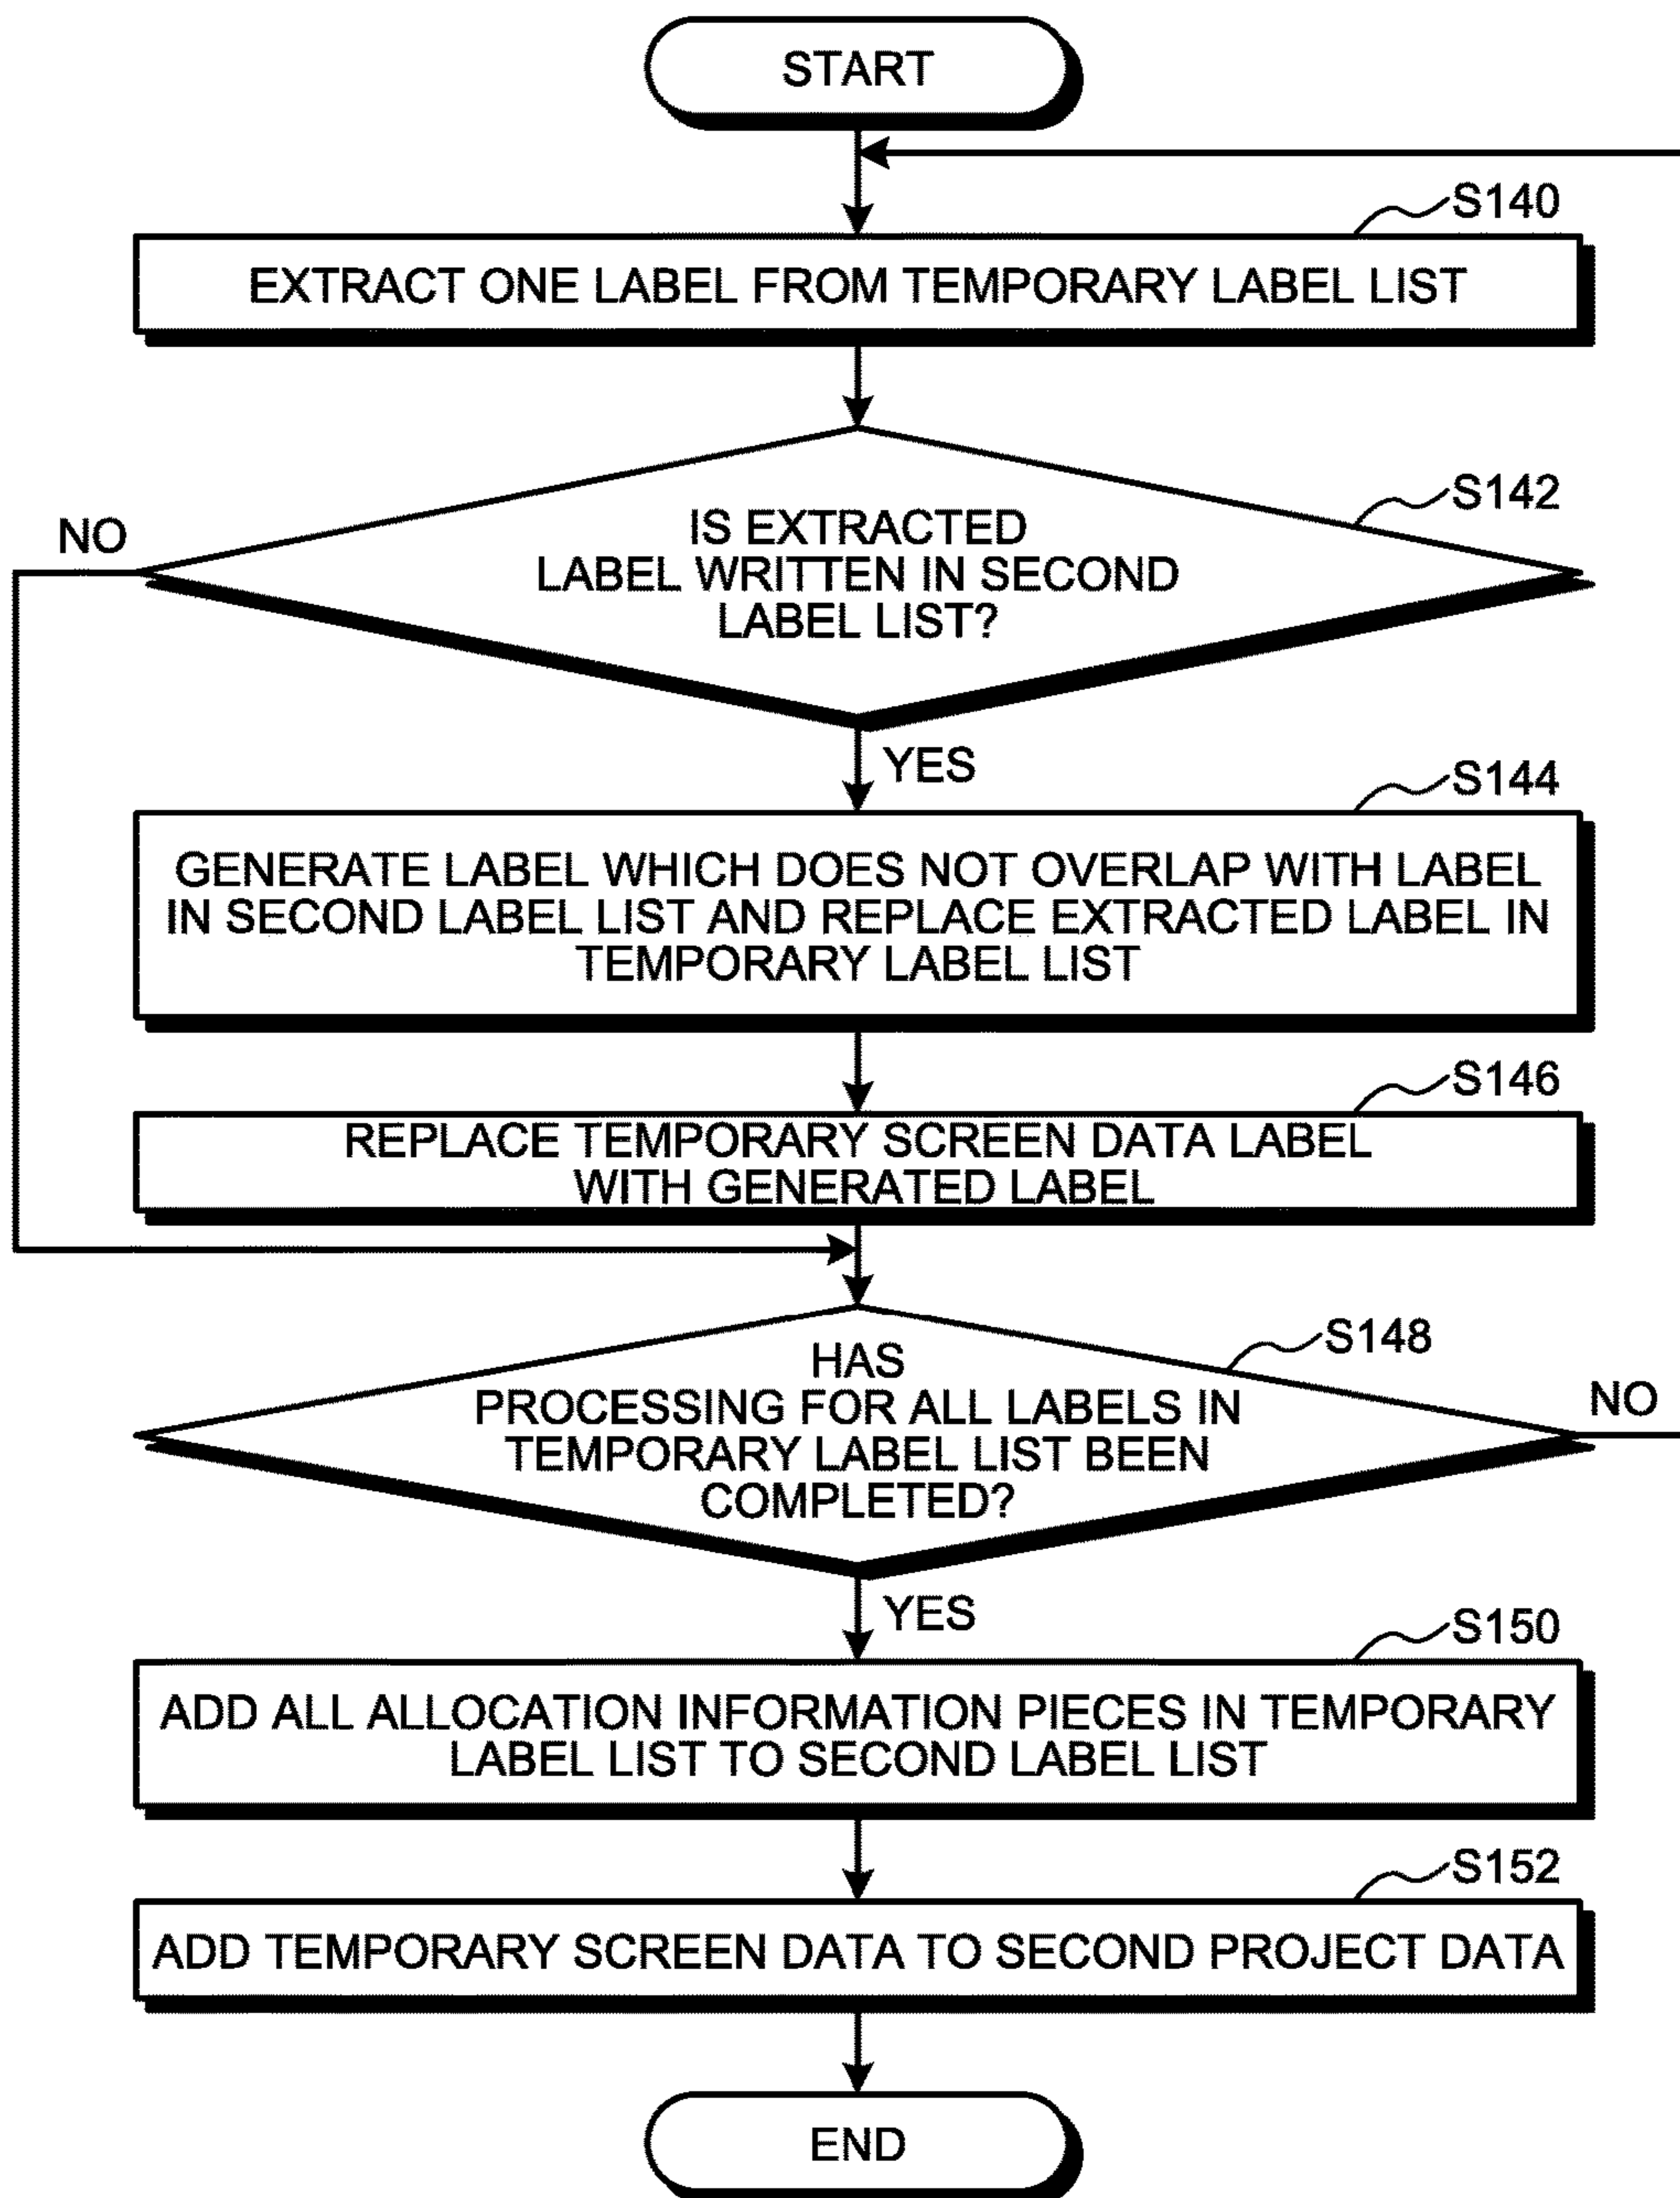 START
S140
EXTRACT ONE LABEL FROM TEMPORARY LABEL LIST
S142
NO
IS EXTRACTED
LABEL WRITTEN IN SECOND
LABEL LIST?
YES
S144
GENERATE LABEL WHICH DOES NOT OVERLAP WITH LABEL
IN SECOND LABEL LIST AND REPLACE EXTRACTED LABEL IN
TEMPORARY LABEL LIST
S146
REPLACE TEMPORARY SCREEN DATA LABEL
WITH GENERATED LABEL
S148
HAS
PROCESSING FOR ALL LABELS IN
TEMPORARY LABEL LIST BEEN
COMPLETED?
NO
YES
S150
ADD ALL ALLOCATION INFORMATION PIECES IN TEMPORARY
LABEL LIST TO SECOND LABEL LIST
S152
ADD TEMPORARY SCREEN DATA TO SECOND PROJECT DATA
END